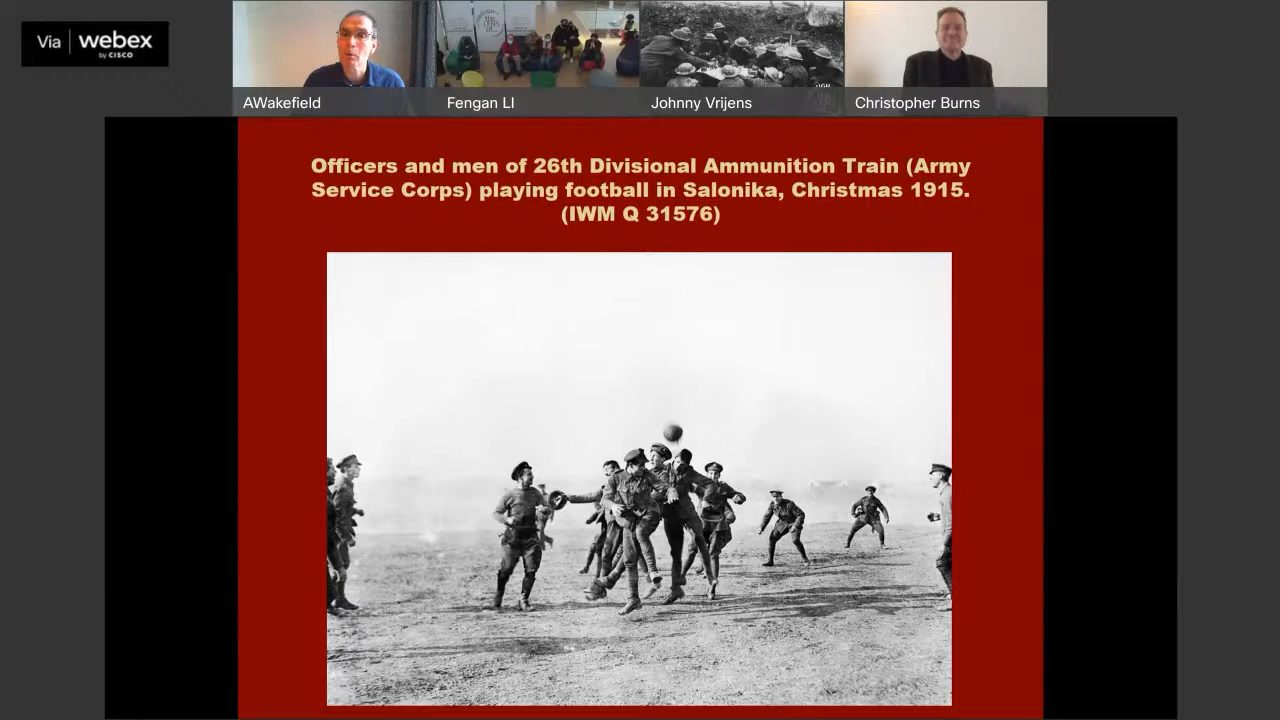 Via webex
by CISCO
AWakefield
Fengan LI
Johnny Vrijens
Christopher Burns
Officers and men of 26th Divisional Ammunition Train (Army
Service Corps) playing football in Salonika, Christmas 1915.
(IWM Q 31576)